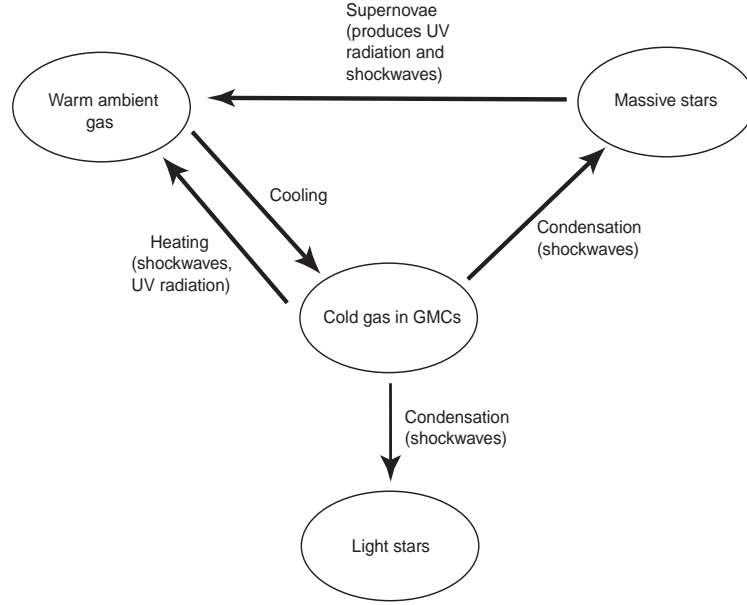 Supernovae
(produces UV
radiation and
shockwaves)
Warm ambient
gas
Massive stars
Cooling
Heating
(shockwaves,
UV radiation)
Condensation
(shockwaves)
Cold gas in GMCs
Condensation
(shockwaves)
Light stars